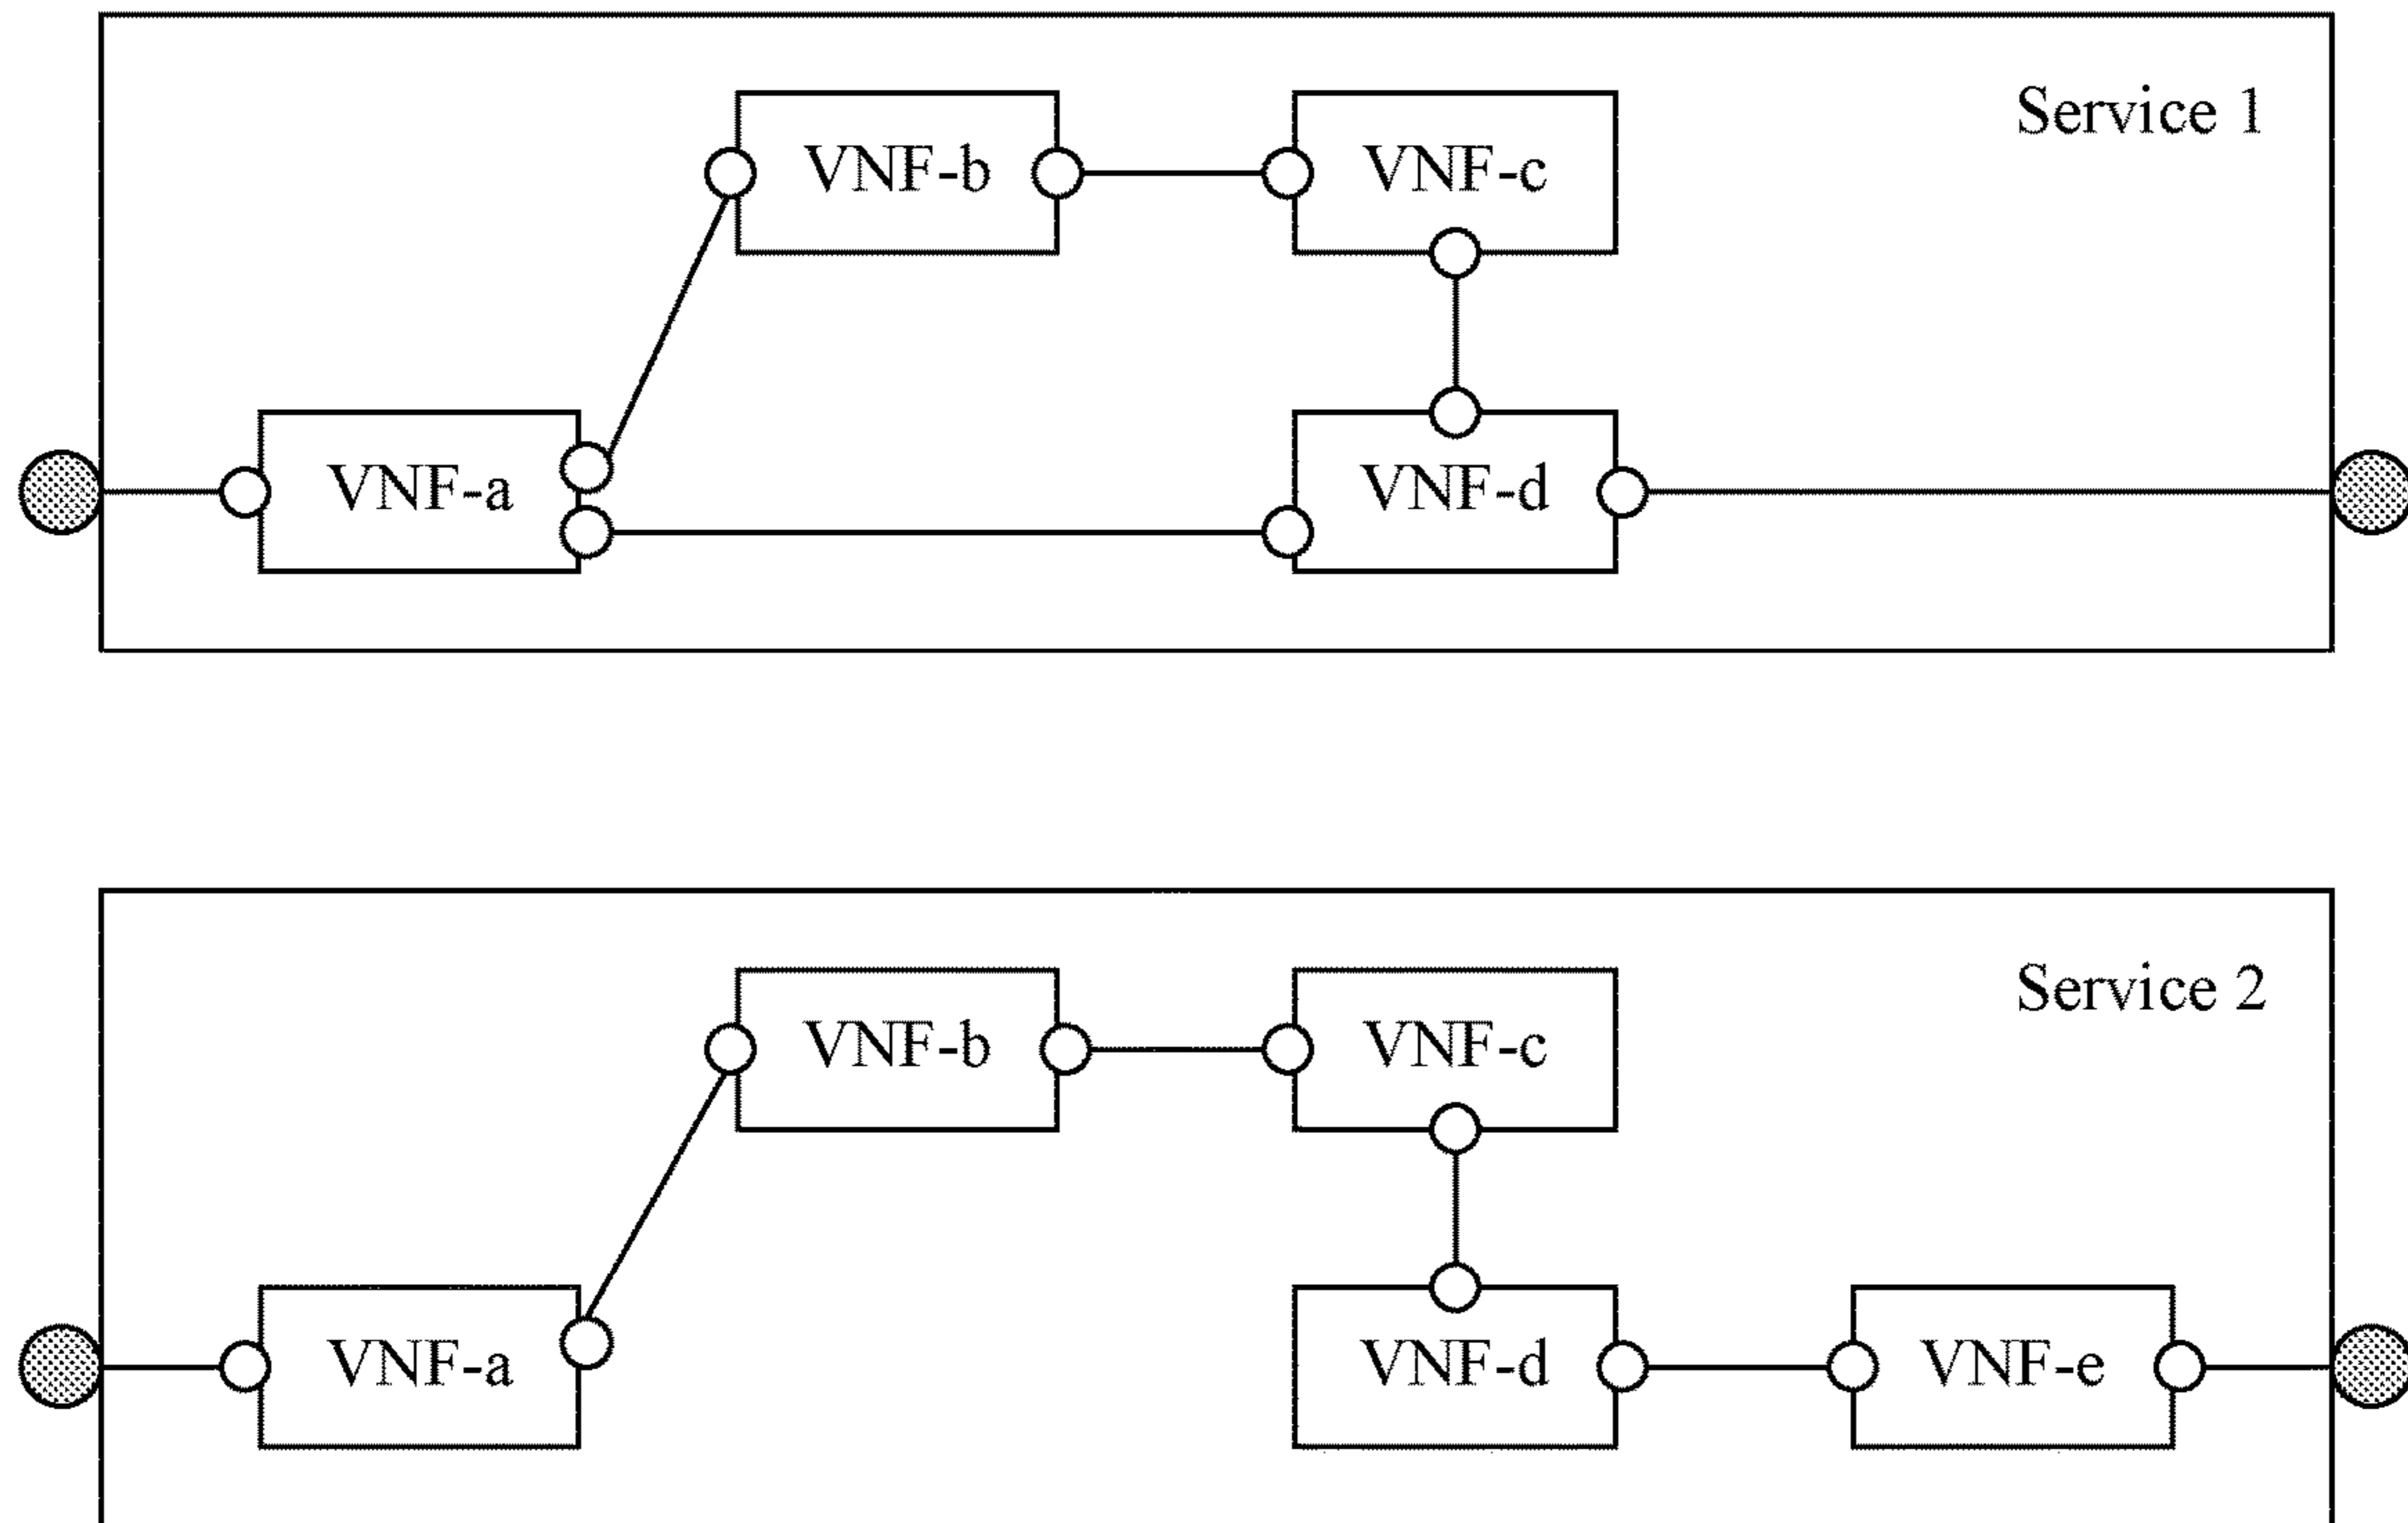 Service 1
VNF-b
VNF-c
VNF-a
VNF-d
Service 2
VNF-b
VNF-c
VNF-a
VNF-d
VNF-e